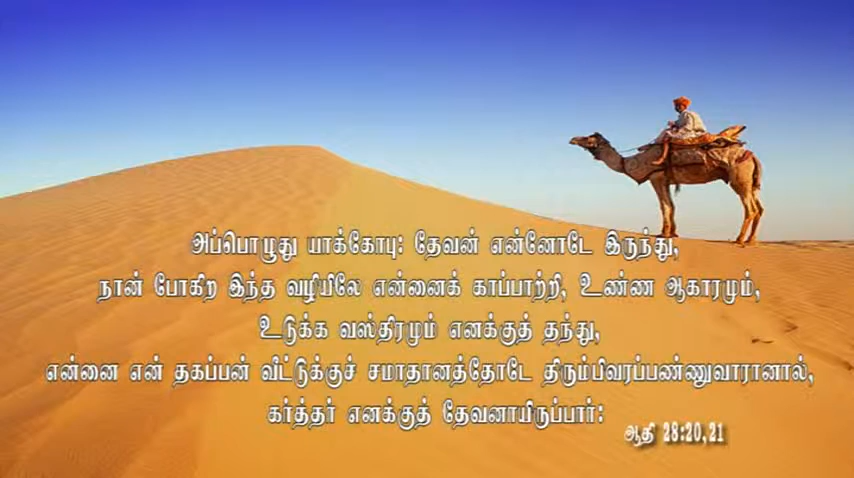 அப்பொழுது யாக்கோபு: தேவன் என்னோடே இருந்து,
நான் போகிற இந்த வழியிலே என்னைக் காப்பாற்றி, உண்ண ஆகாரமும்,
உடுக்க வஸ்திரமும் எனக்குத் தந்து,
என்னை என் தகப்பன் வீட்டுக்குச் சமாதானத்தோடே திரும்பிவரப்பண்ணுவாரானால்,
கர்த்தர் எனக்குத் தேவனாயிருப்பார்:
ஆதி 28:20,21